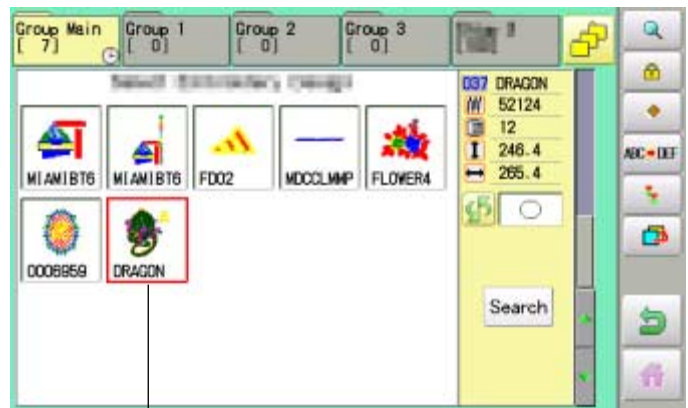 Group Main
[ 7]
Group 1
[ 0]
Group 2
[ 0]
Group 3
[ 0]
MIAMIBT6
MIAMIBT6
FD02
MDCCLMMP
FLOWER4
0006959
DRAGON
037 DRAGON
52124
12
246.4
265.4
Search
ABC DEF